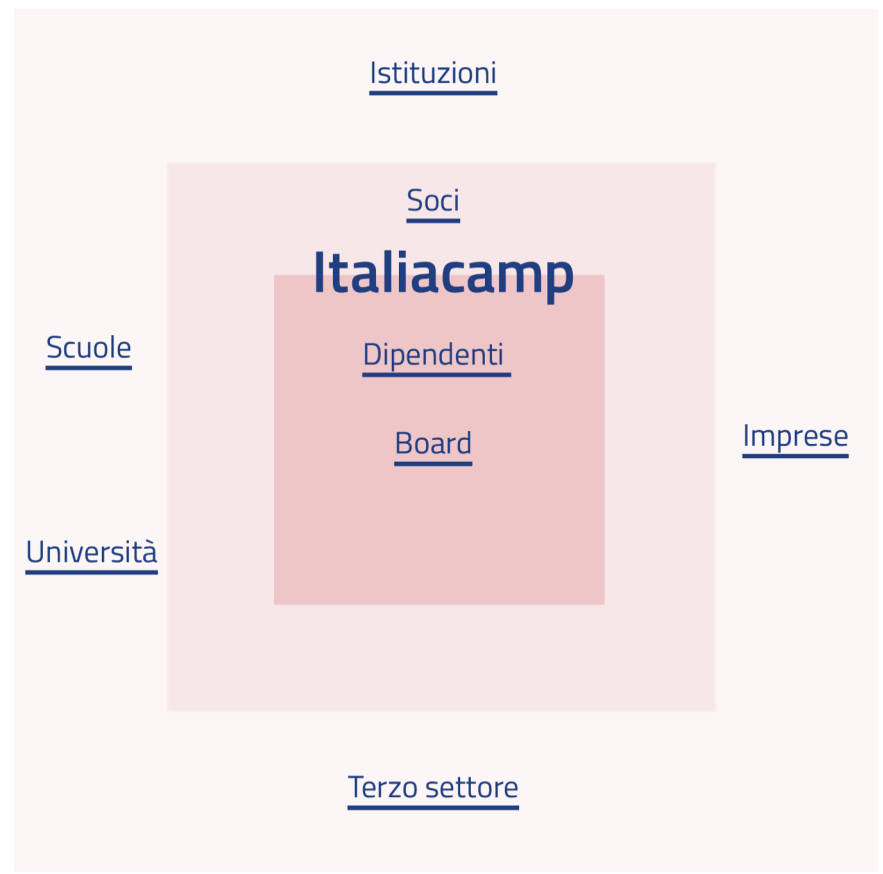 Istituzioni
Soci
Italiacamp
Scuole
Dipendenti
Board
Imprese
Università
Terzo settore